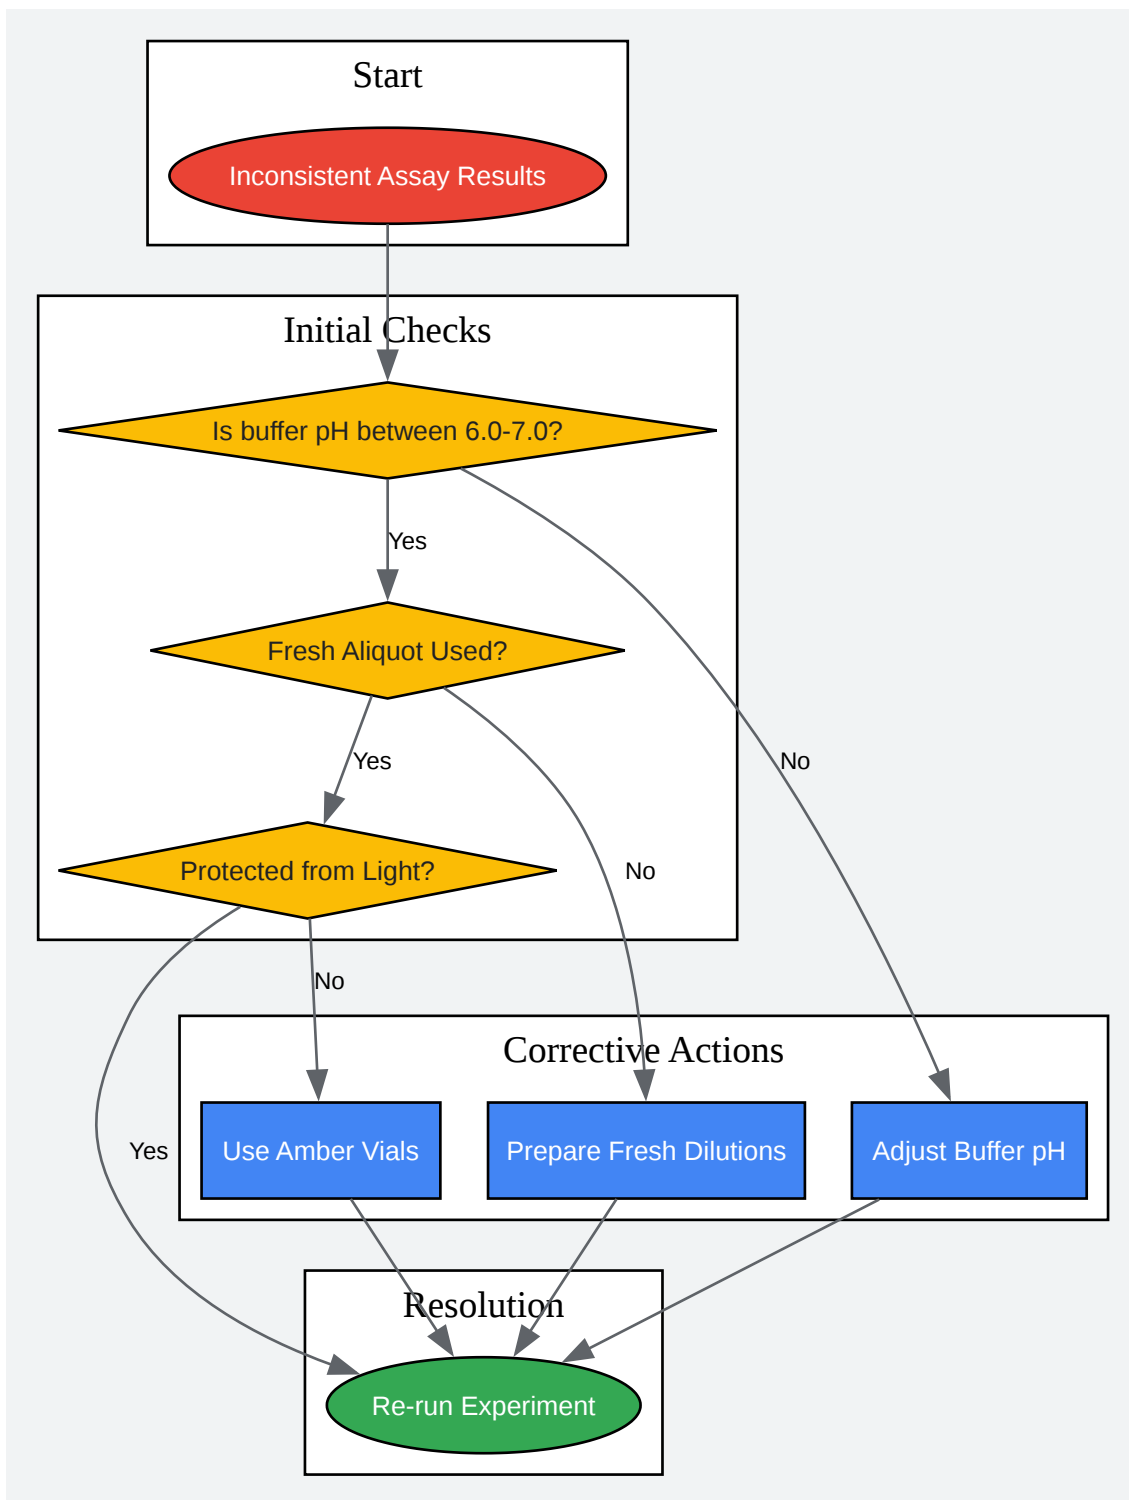 Start
Inconsistent Assay Results
Initial Checks
Is buffer pH between 6.0-7.0?
Yes
Fresh Aliquot Used?
Yes
No
Protected from Light?
No
No
Corrective Actions
Use Amber Vials
Prepare Fresh Dilutions
Adjust Buffer pH
Yes
Resolution
Re-run Experiment